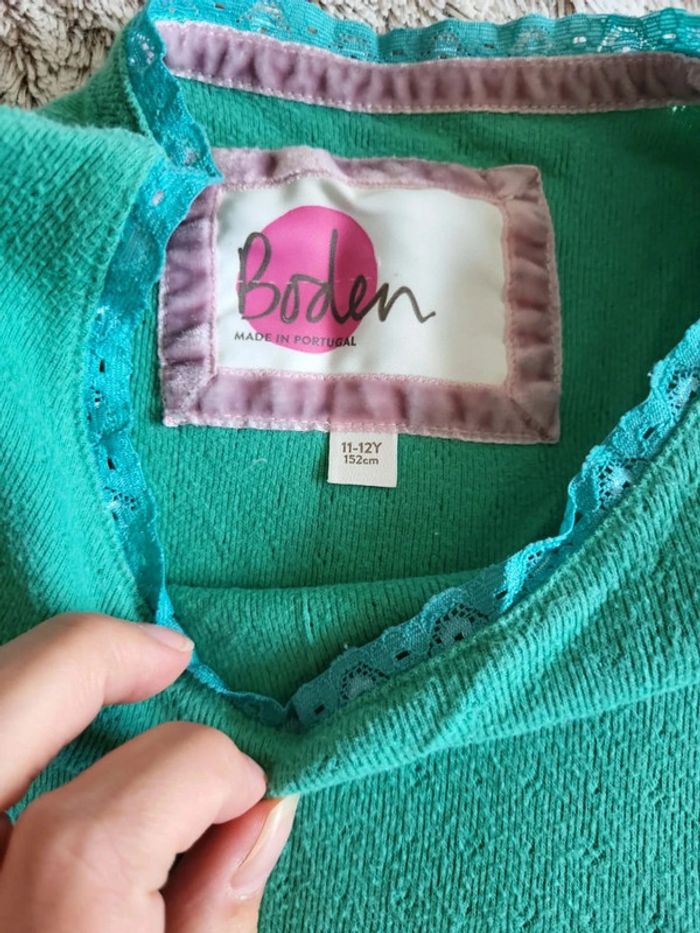 Boden
MADE IN PORTUGAL
11-12Y
152cm